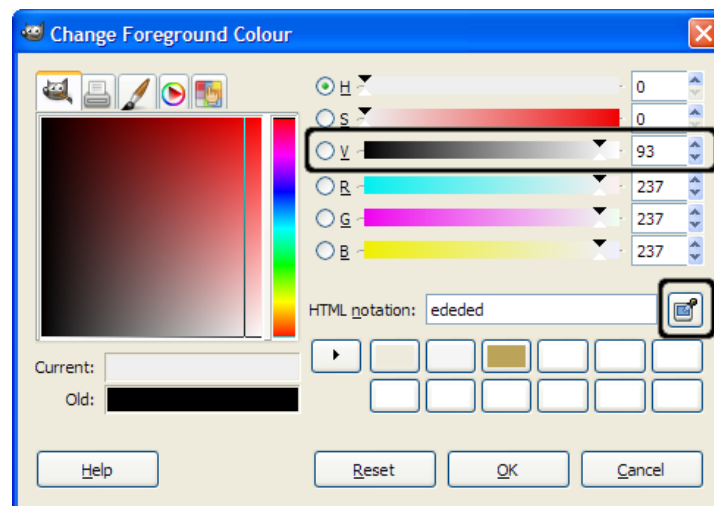 Change Foreground Colour
H 0
S 0
V 93
R 237
G 237
B 237
HTML notation: ededed
Current:
Old:
Help Reset OK Cancel